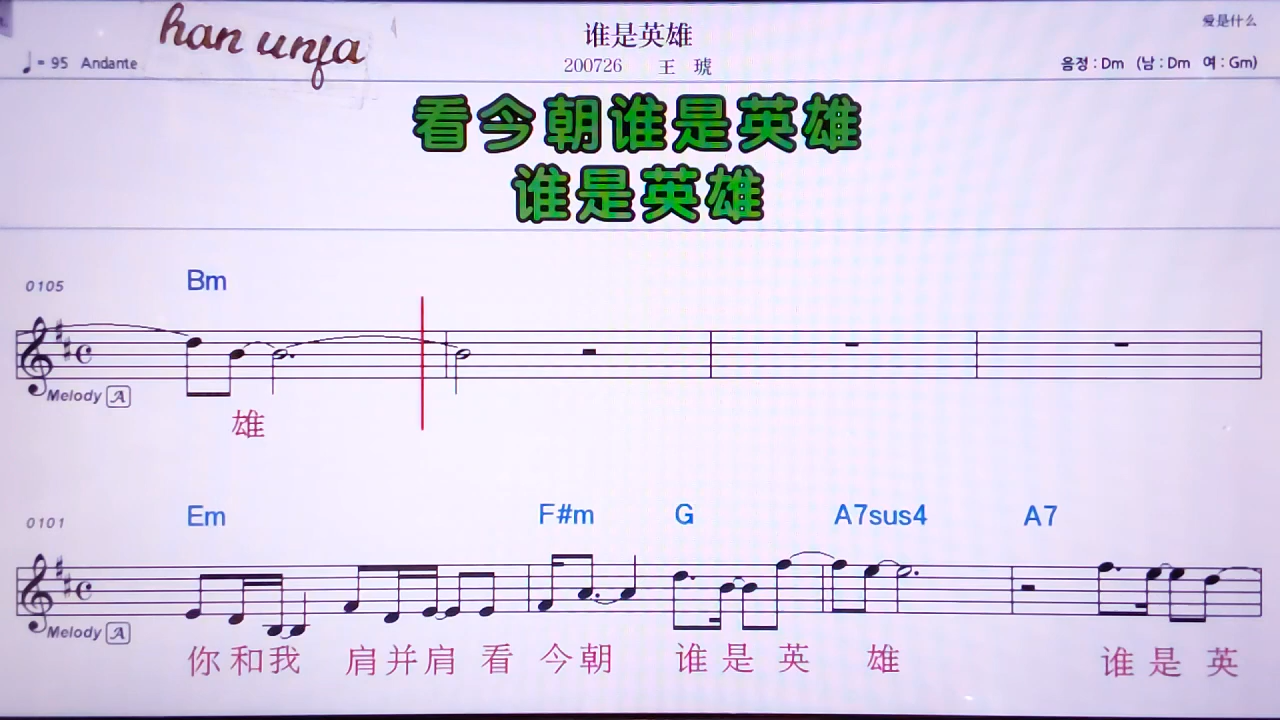 han unfa
谁是英雄
爱是什么
♩= 95 Andante
200726 王 琥
음정 : Dm (남 : Dm 여 : Gm)
看今朝谁是英雄
谁是英雄
0105
Bm
Melody A
雄
0101
Em F#m G A7sus4 A7
Melody A
你和我 肩并肩 看 今朝 谁是英 雄 谁是英